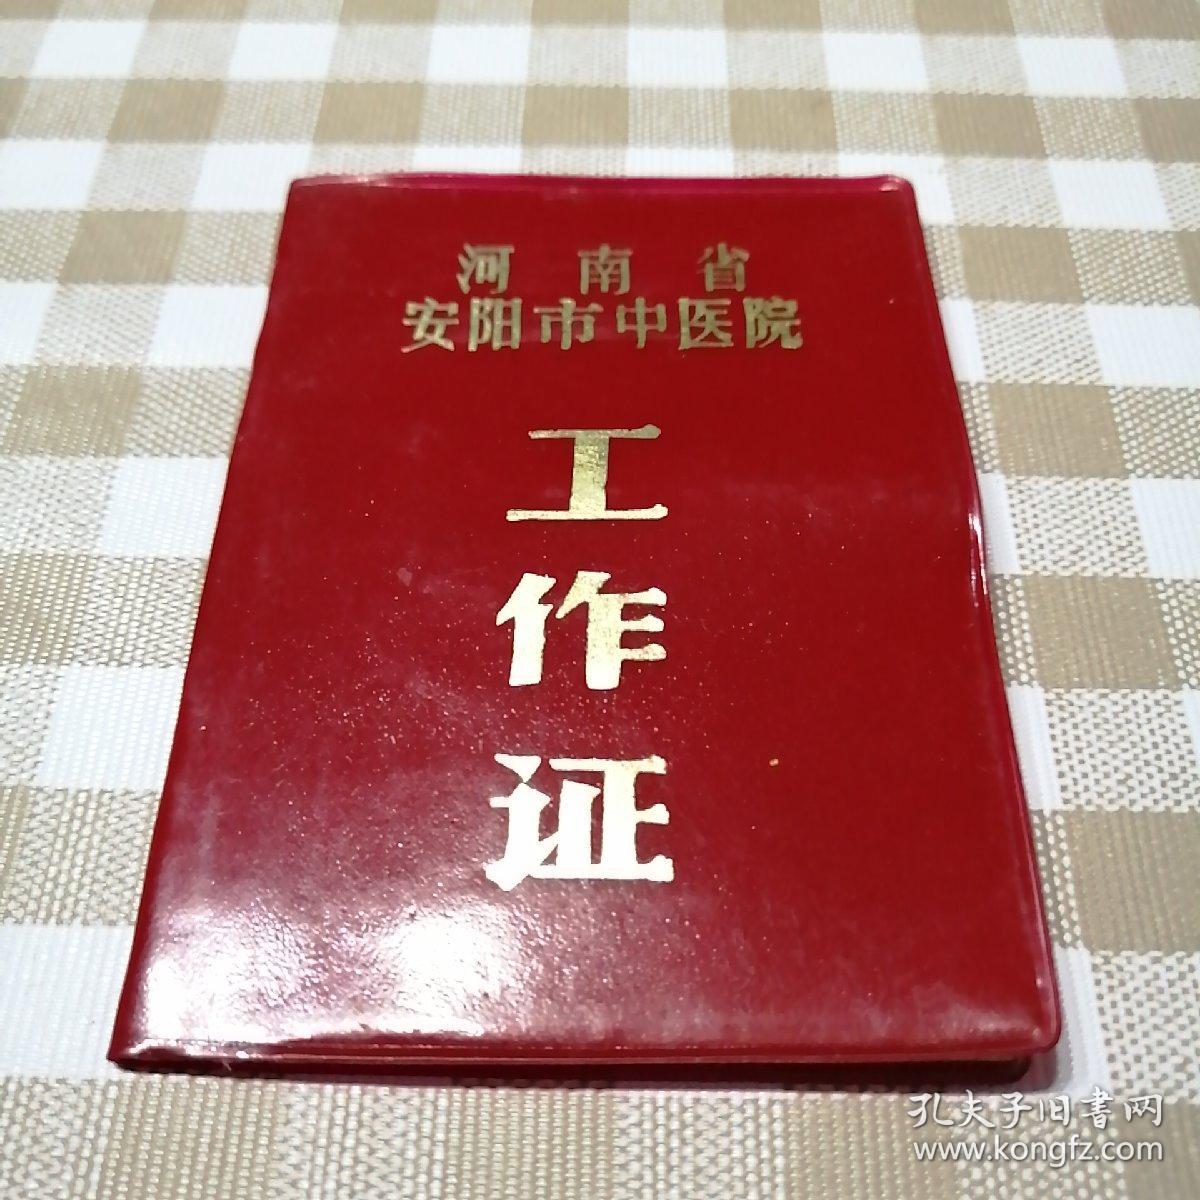 河南省
安阳市中医院
工
作
证
孔夫子旧書网
www.kongfz.com